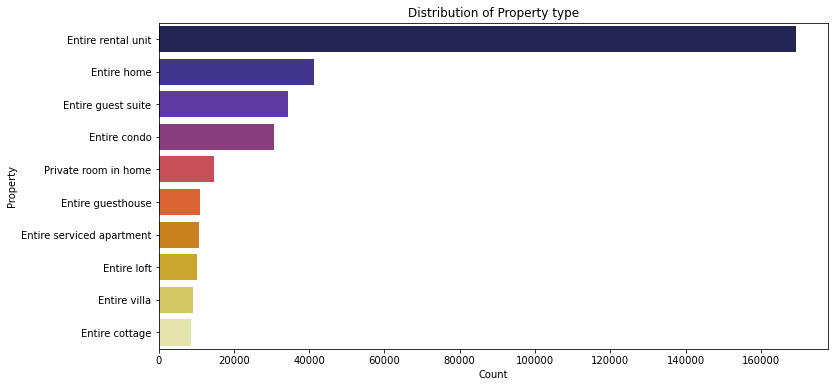 Distribution of Property type
Property
Entire rental unit
Entire home
Entire guest suite
Entire condo
Private room in home
Entire guesthouse
Entire serviced apartment
Entire loft
Entire villa
Entire cottage
0 20000 40000 60000 80000 100000 120000 140000 160000
Count